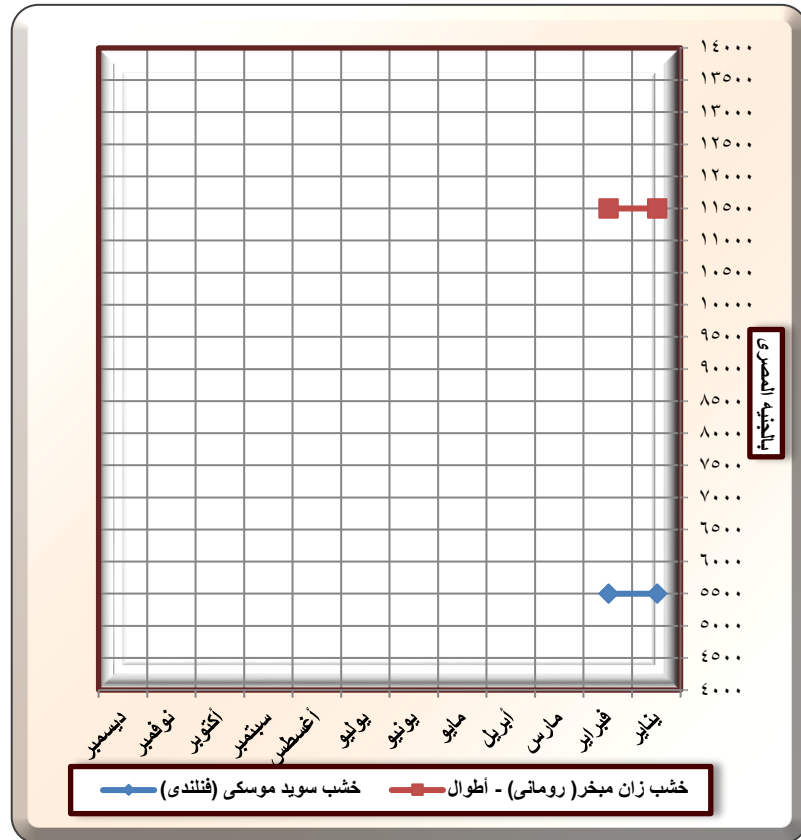 ١٤٠٠٠
١٣٥٠٠
١٣٠٠٠
١٢٥٠٠
١٢٠٠٠
١١٥٠٠
١١٠٠٠
١٠٥٠٠
١٠٠٠٠
٩٥٠٠
٩٠٠٠
٨٥٠٠
٨٠٠٠
٧٥٠٠
٧٠٠٠
٦٥٠٠
٦٠٠٠
٥٥٠٠
٥٠٠٠
٤٥٠٠
٤٠٠٠
بالجنيه المصرى
يناير
فبراير
مارس
أبريل
مايو
يونيو
يوليو
أغسطس
سبتمبر
أكتوبر
نوفمبر
ديسمبر
خشب زان مبخر( رومانى) - أطوال
خشب سويد موسكى (فنلندى)